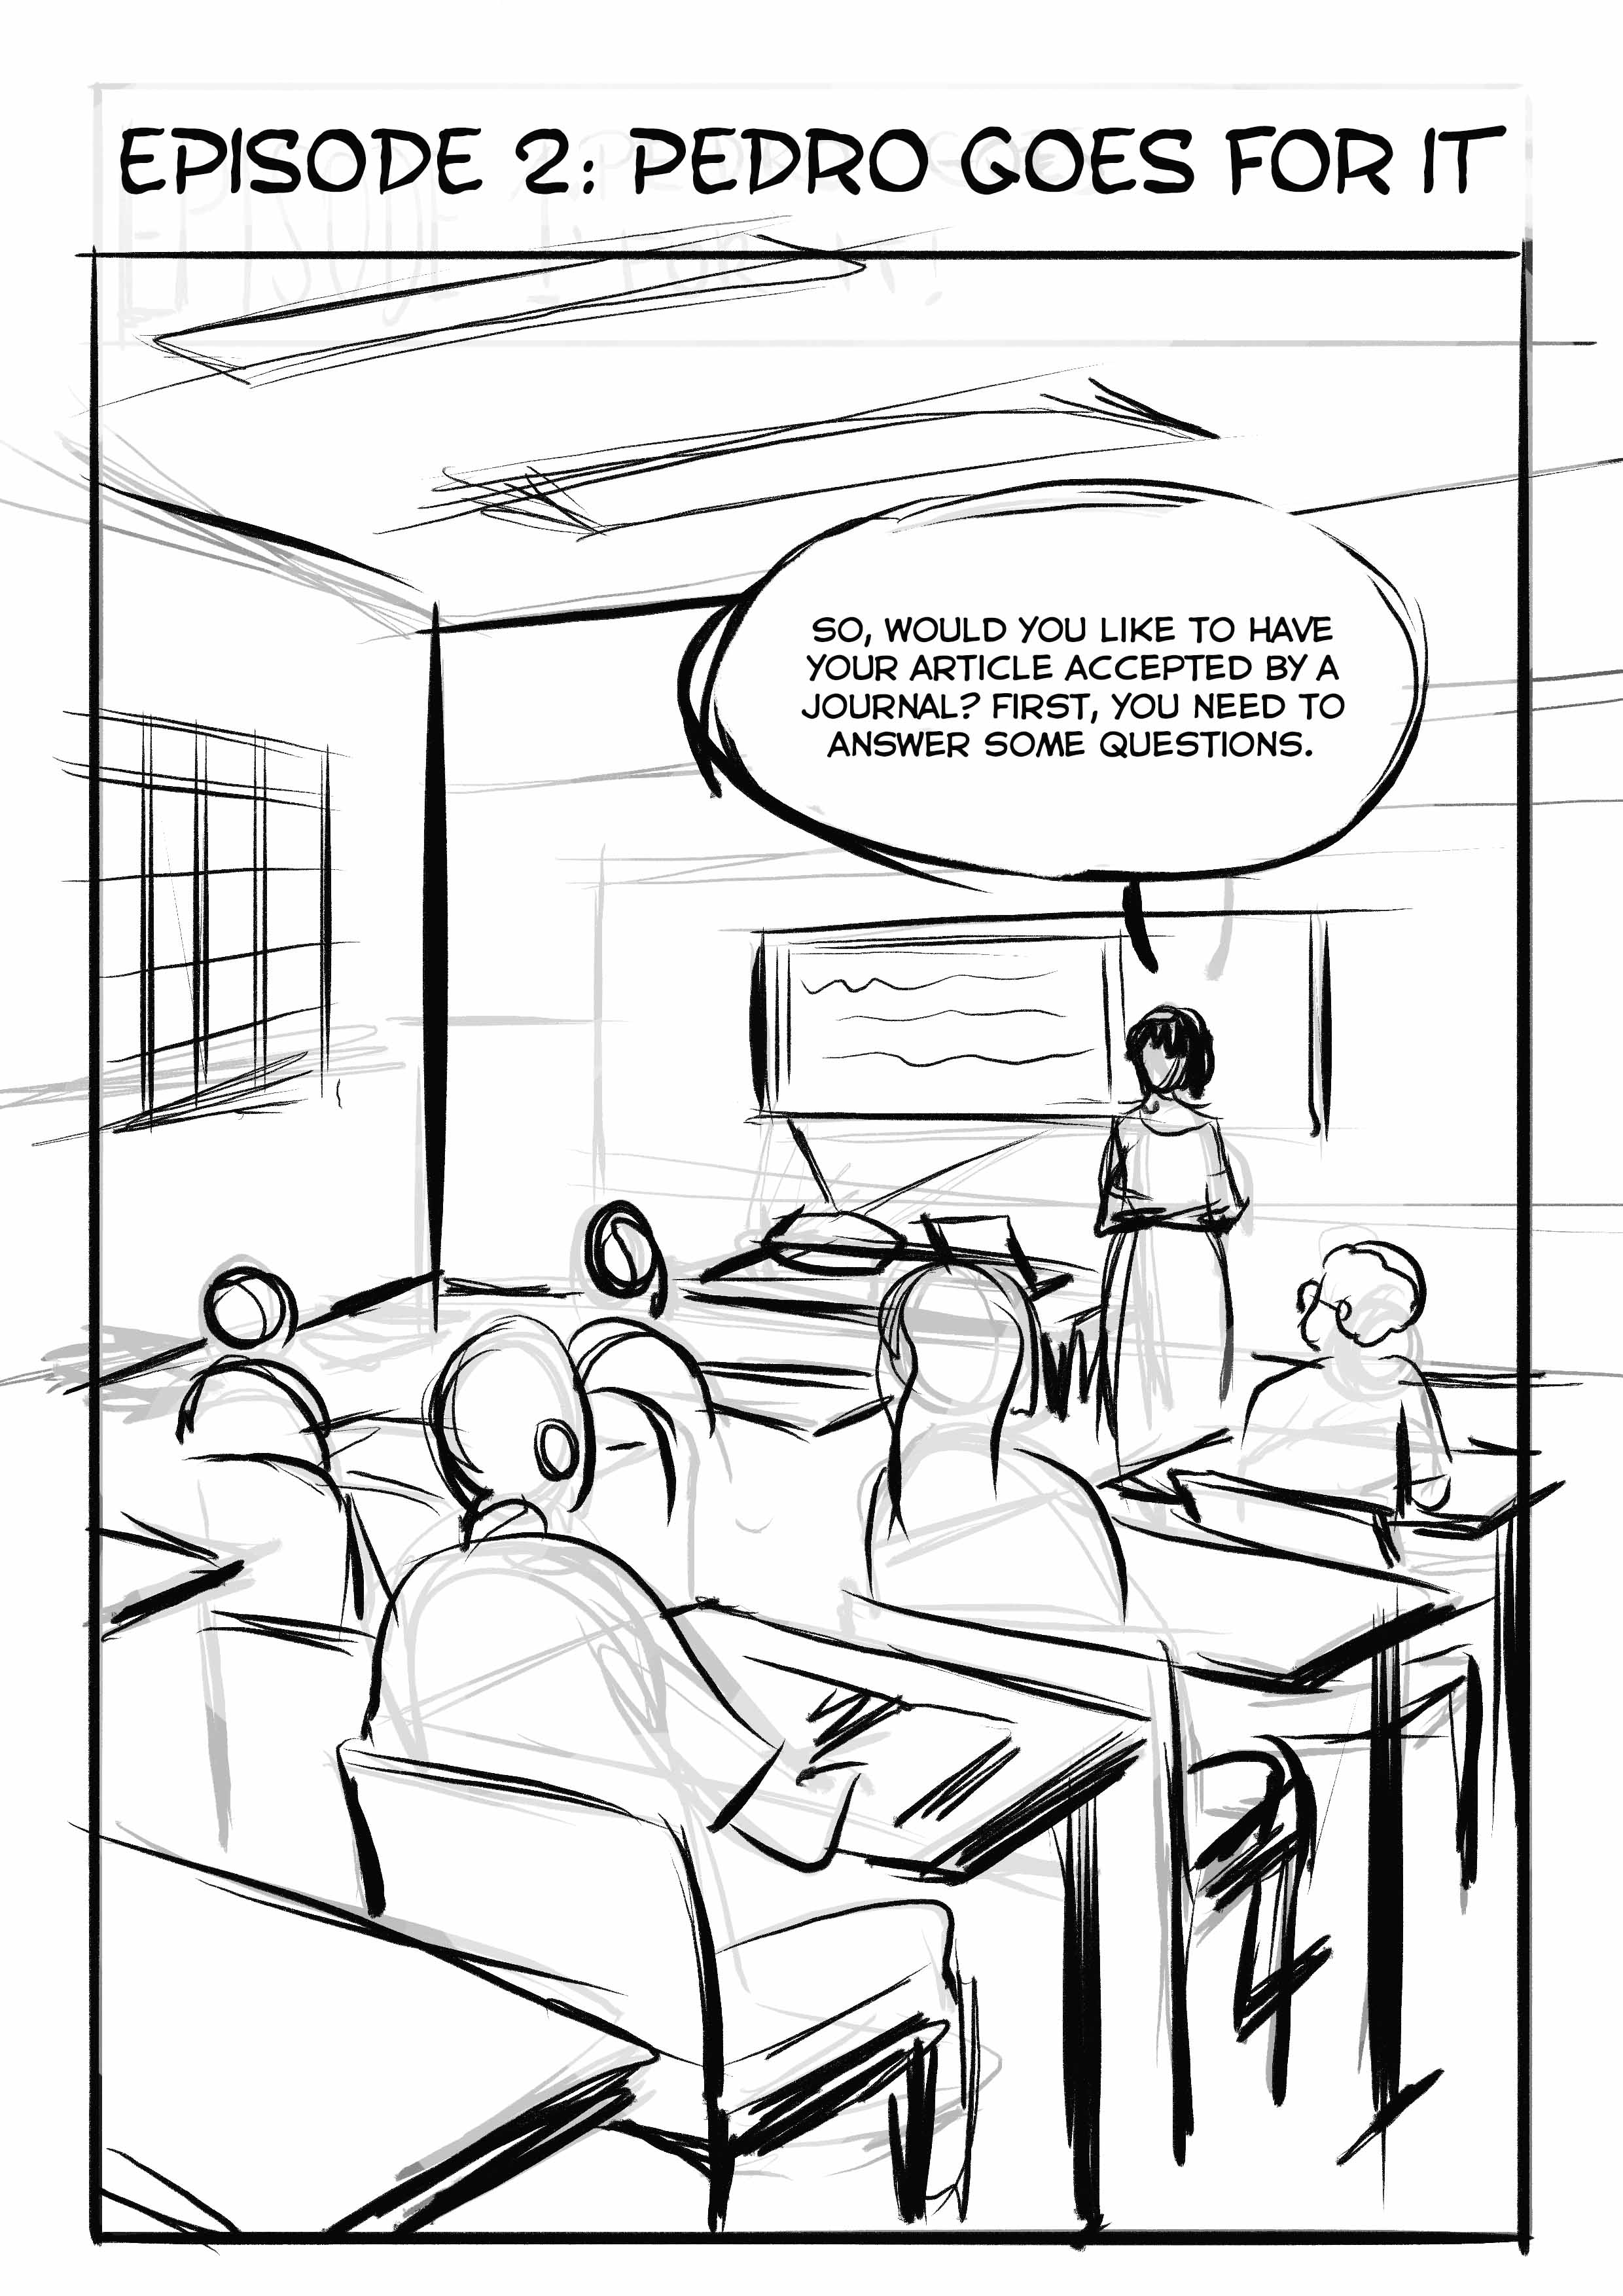 EPISODE 2: PEDRO GOES FOR IT
SO, WOULD YOU LIKE TO HAVE
YOUR ARTICLE ACCEPTED BY A
JOURNAL? FIRST, YOU NEED TO
ANSWER SOME QUESTIONS.